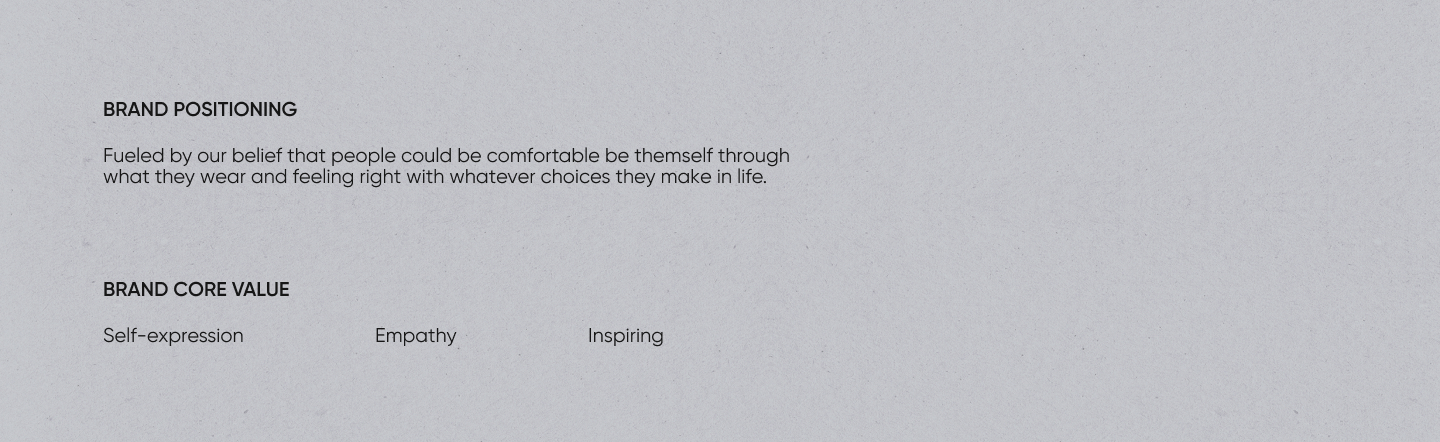 BRAND POSITIONING
Fueled by our belief that people could be comfortable be themself through
what they wear and feeling right with whatever choices they make in life.
BRAND CORE VALUE
Self-expression Empathy Inspiring